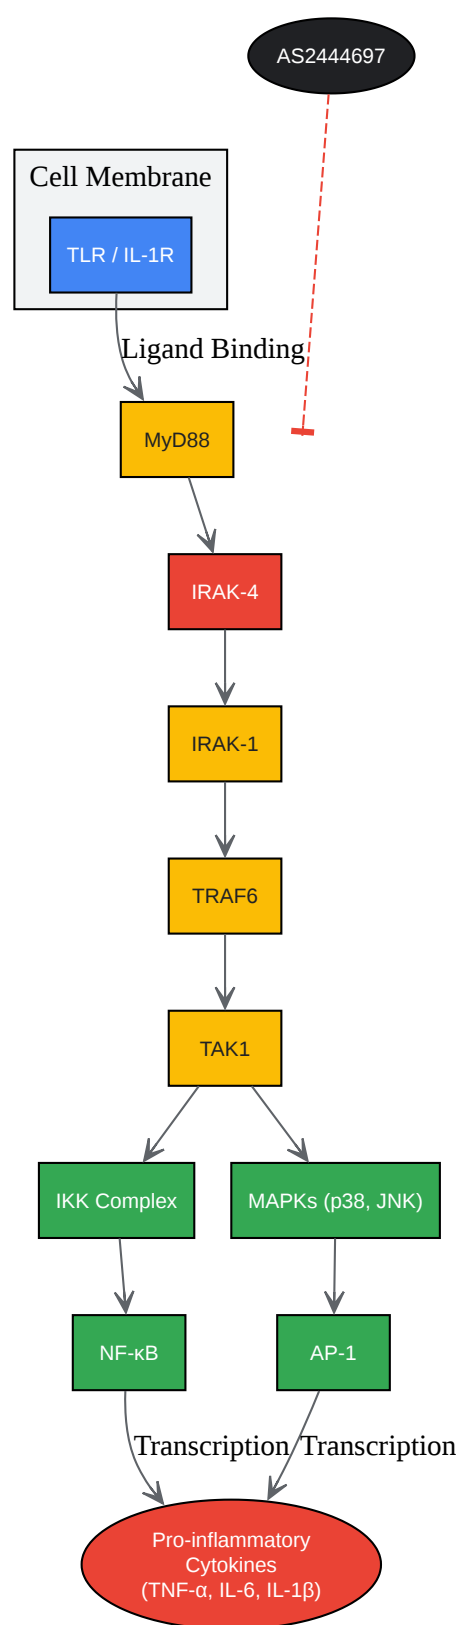 AS2444697
Cell Membrane
TLR / IL-1R
Ligand Binding
MyD88
IRAK-4
IRAK-1
TRAF6
TAK1
IKK Complex
MAPKs (p38, JNK)
NF-κB
AP-1
Transcription
Transcription
Pro-inflammatory
Cytokines
(TNF-α, IL-6, IL-1β)